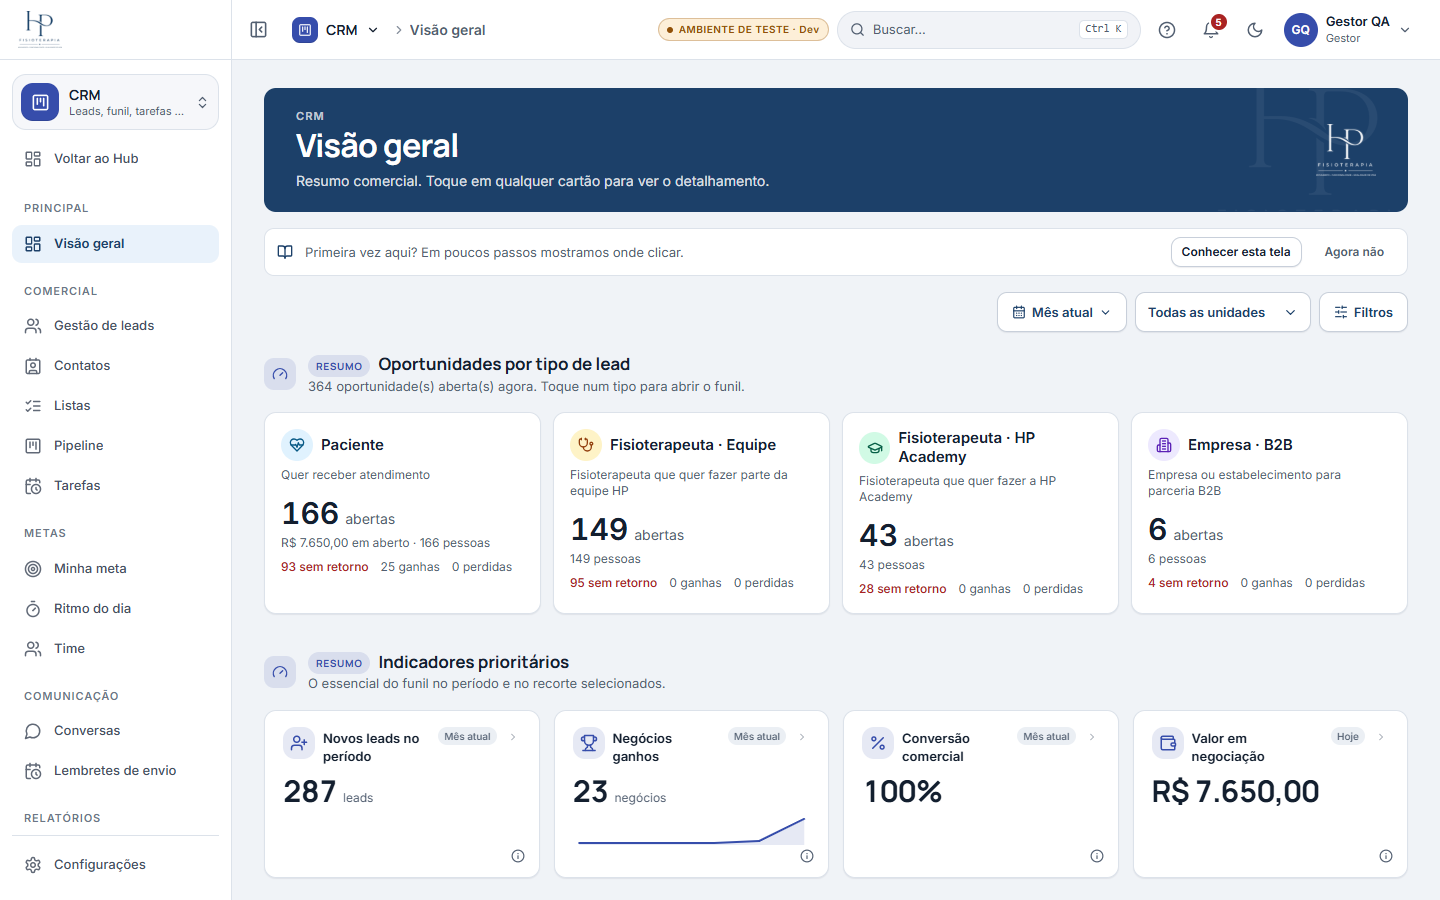 HP
FISIOTERAPIA
CRM
Visão geral
AMBIENTE DE TESTE · Dev
Buscar...
Ctrl K
5
GQ
Gestor QA
Gestor
CRM
Leads, funil, tarefas ...
Voltar ao Hub
PRINCIPAL
Visão geral
COMERCIAL
Gestão de leads
Contatos
Listas
Pipeline
Tarefas
METAS
Minha meta
Ritmo do dia
Time
COMUNICAÇÃO
Conversas
Lembretes de envio
RELATÓRIOS
Configurações
CRM
Visão geral
Resumo comercial. Toque em qualquer cartão para ver o detalhamento.
HP
FISIOTERAPIA
Primeira vez aqui? Em poucos passos mostramos onde clicar.
Conhecer esta tela
Agora não
Mês atual
Todas as unidades
Filtros
RESUMO
Oportunidades por tipo de lead
364 oportunidade(s) aberta(s) agora. Toque num tipo para abrir o funil.
Paciente
Quer receber atendimento
166 abertas
R$ 7.650,00 em aberto · 166 pessoas
93 sem retorno 25 ganhas 0 perdidas
Fisioterapeuta · Equipe
Fisioterapeuta que quer fazer parte da
equipe HP
149 abertas
149 pessoas
95 sem retorno 0 ganhas 0 perdidas
Fisioterapeuta · HP
Academy
Fisioterapeuta que quer fazer a HP
Academy
43 abertas
43 pessoas
28 sem retorno 0 ganhas 0 perdidas
Empresa · B2B
Empresa ou estabelecimento para
parceria B2B
6 abertas
6 pessoas
4 sem retorno 0 ganhas 0 perdidas
RESUMO
Indicadores prioritários
O essencial do funil no período e no recorte selecionados.
Novos leads no
período
Mês atual
287 leads
Negócios
ganhos
Mês atual
23 negócios
Conversão
comercial
Mês atual
100%
Valor em
negociação
Hoje
R$ 7.650,00